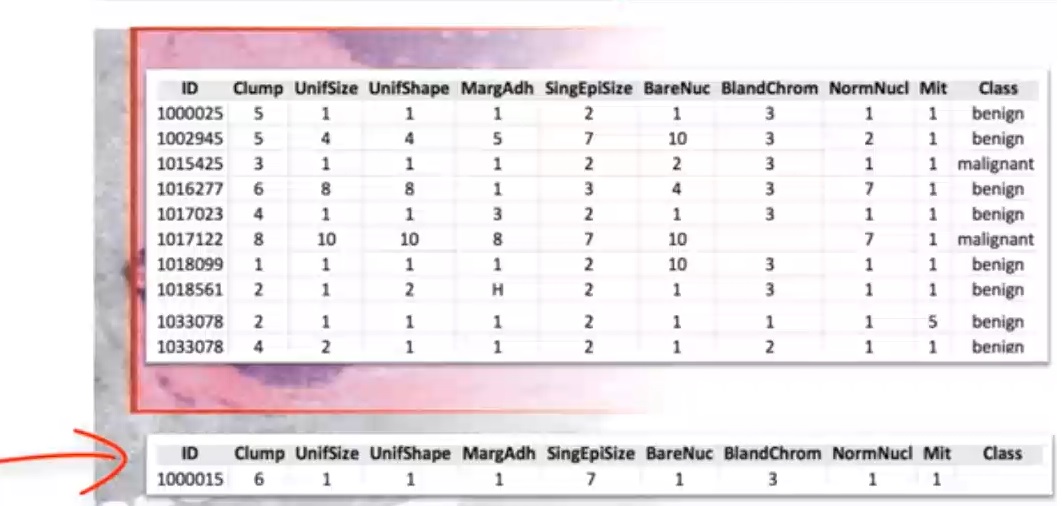 ID Clump UnifSize UnifShape MargAdh SingEpiSize BareNuc BlandChrom NormNucl Mit Class
1000025 5 1 1 1 2 1 3 1 1 benign
1002945 5 4 4 5 7 10 3 2 1 benign
1015425 3 1 1 1 2 2 3 1 1 malignant
1016277 6 8 8 1 3 4 3 7 1 benign
1017023 4 1 1 3 2 1 3 1 1 benign
1017122 8 10 10 8 7 10 7 1 malignant
1018099 1 1 1 1 2 10 3 1 1 benign
1018561 2 1 2 H 2 1 3 1 1 benign
1033078 2 1 1 1 2 1 1 1 5 benign
1033078 4 2 1 1 2 1 2 1 1 benign
ID Clump UnifSize UnifShape MargAdh SingEpiSize BareNuc BlandChrom NormNucl Mit Class
1000015 6 1 1 1 7 1 3 1 1